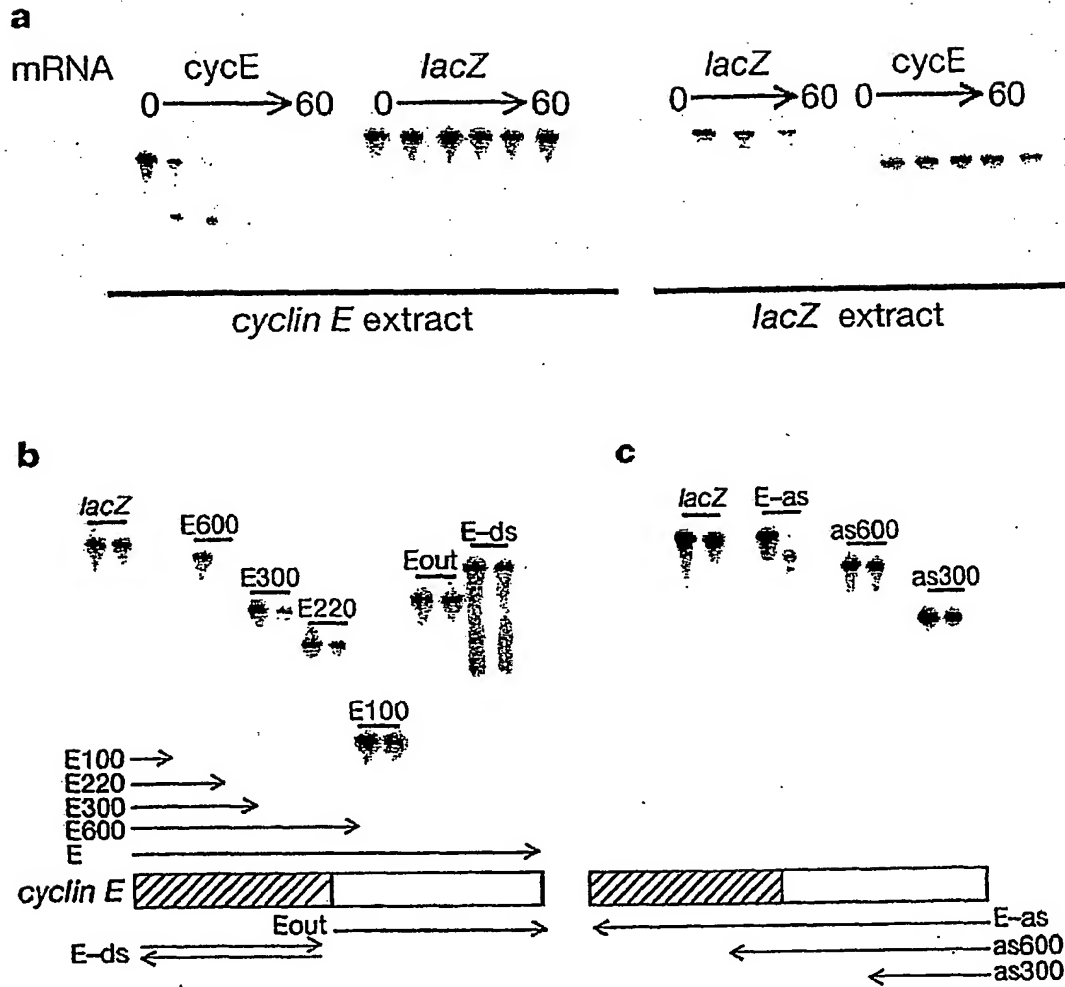 a
mRNA cycE lacZ lacZ cycE
0 60 0 60 0 60 0 60
cyclin E extract lacZ extract
b
lacZ
E600
E300
E220
E100
Eout
E-ds
E100
E220
E300
E600
E
cyclin E
Eout
E-ds
c
lacZ
E-as
as600
as300
E-as
as600
as300